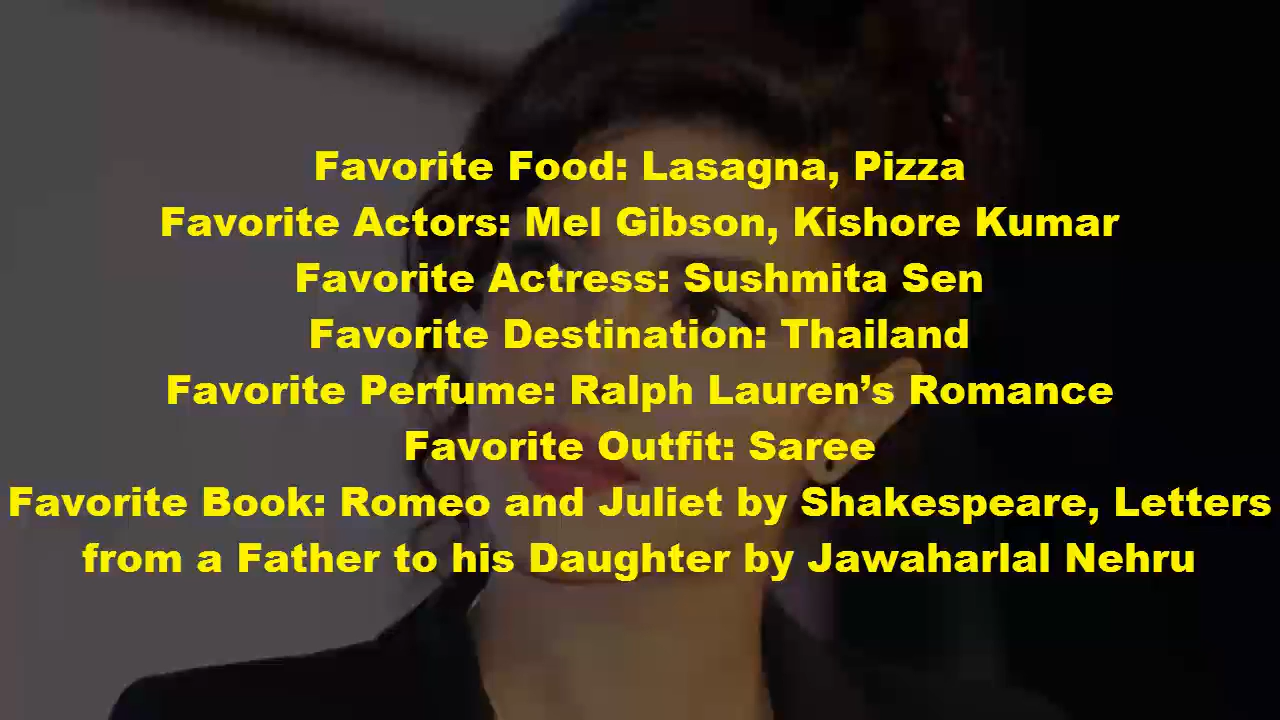 Favorite Food: Lasagna, Pizza
Favorite Actors: Mel Gibson, Kishore Kumar
Favorite Actress: Sushmita Sen
Favorite Destination: Thailand
Favorite Perfume: Ralph Lauren’s Romance
Favorite Outfit: Saree
Favorite Book: Romeo and Juliet by Shakespeare, Letters
from a Father to his Daughter by Jawaharlal Nehru